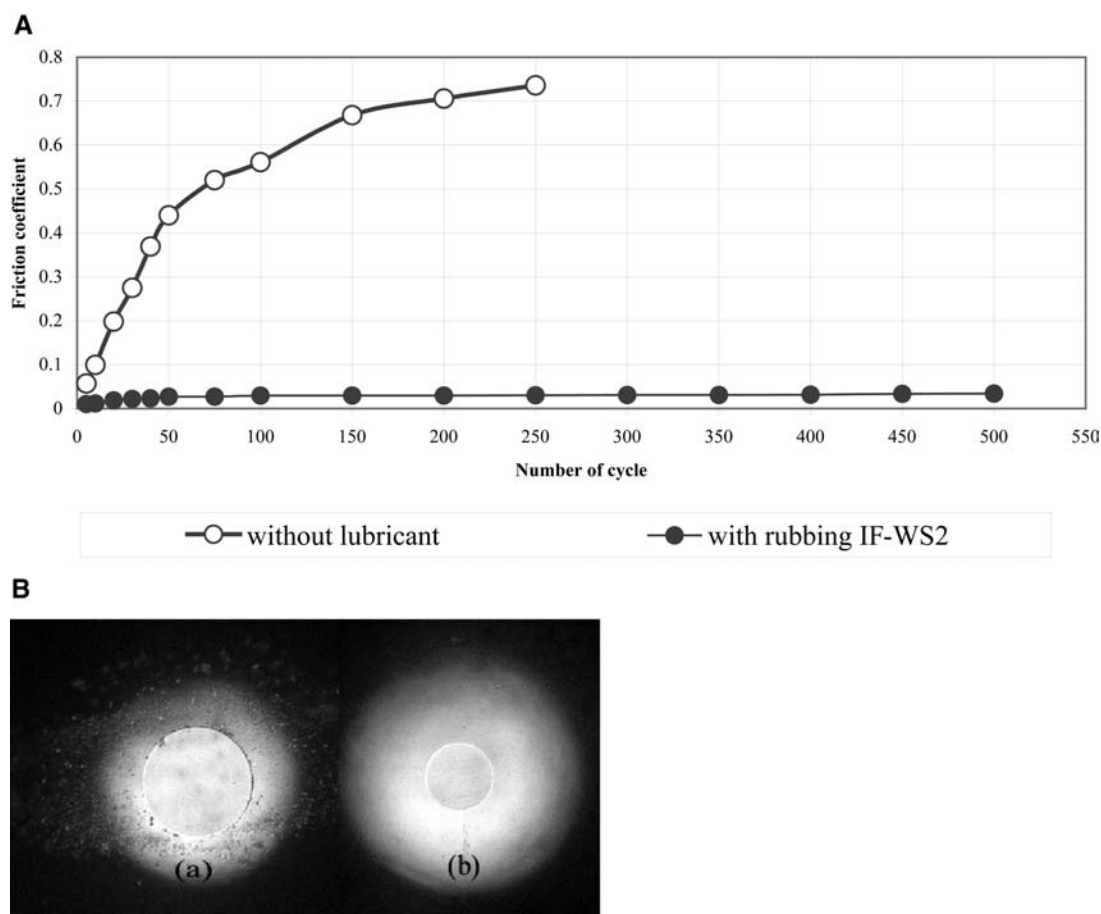 A
0.8
0.7
0.6
0.5
0.4
0.3
0.2
0.1
0
Friction coefficient
0 50 100 150 200 250 300 350 400 450 500 550
Number of cycle
without lubricant with rubbing IF-WS2
B
(a) (b)